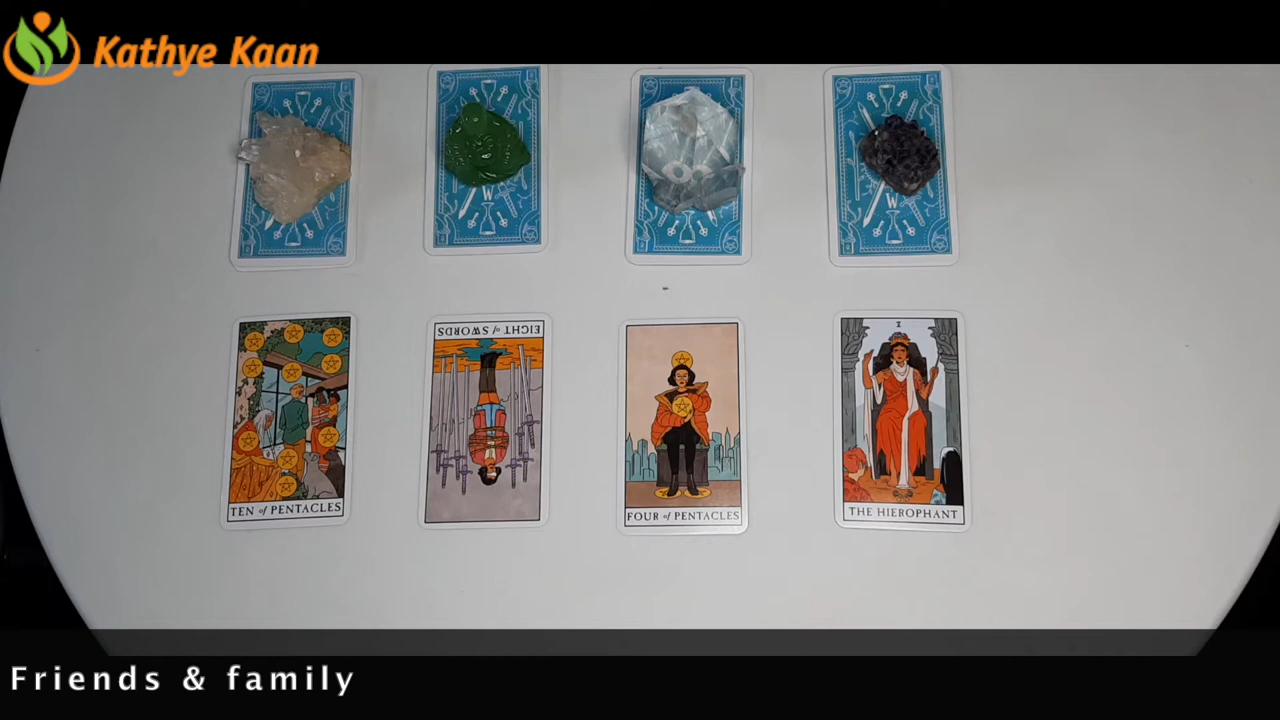 Kathye Kaan
W
W
TEN of PENTACLES
EIGHT of SWORDS
FOUR of PENTACLES
I
THE HIEROPHANT
Friends & family